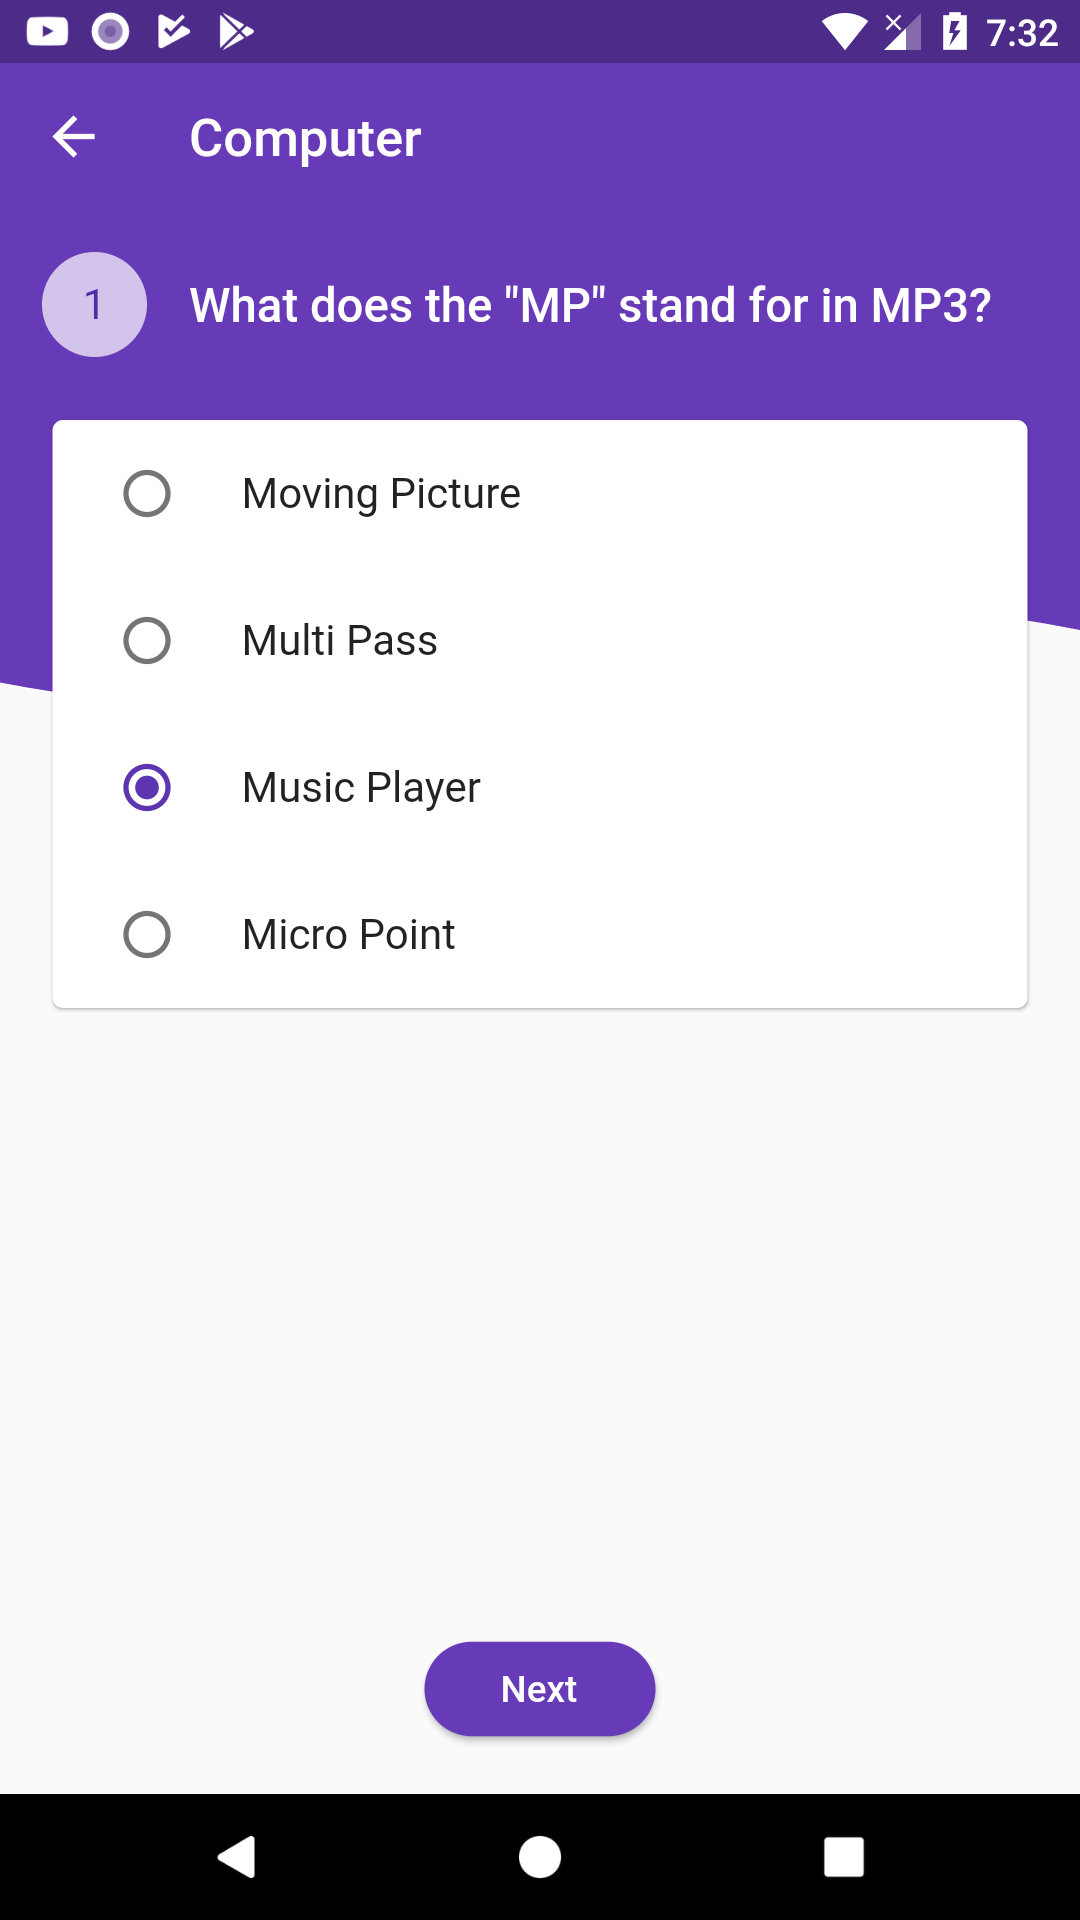 7:32
Computer
1
What does the "MP" stand for in MP3?
Moving Picture
Multi Pass
Music Player
Micro Point
Next